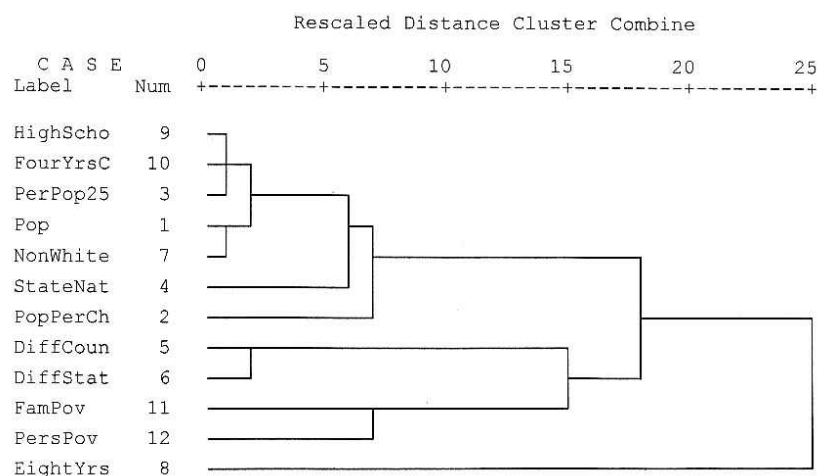 Rescaled Distance Cluster Combine
C A S E 0 5 10 15 20 25
Label Num +---------+---------+---------+---------+---------+
HighScho 9
FourYrsC 10
PerPop25 3
Pop 1
NonWhite 7
StateNat 4
PopPerCh 2
DiffCoun 5
DiffStat 6
FamPov 11
PersPov 12
EightYrs 8